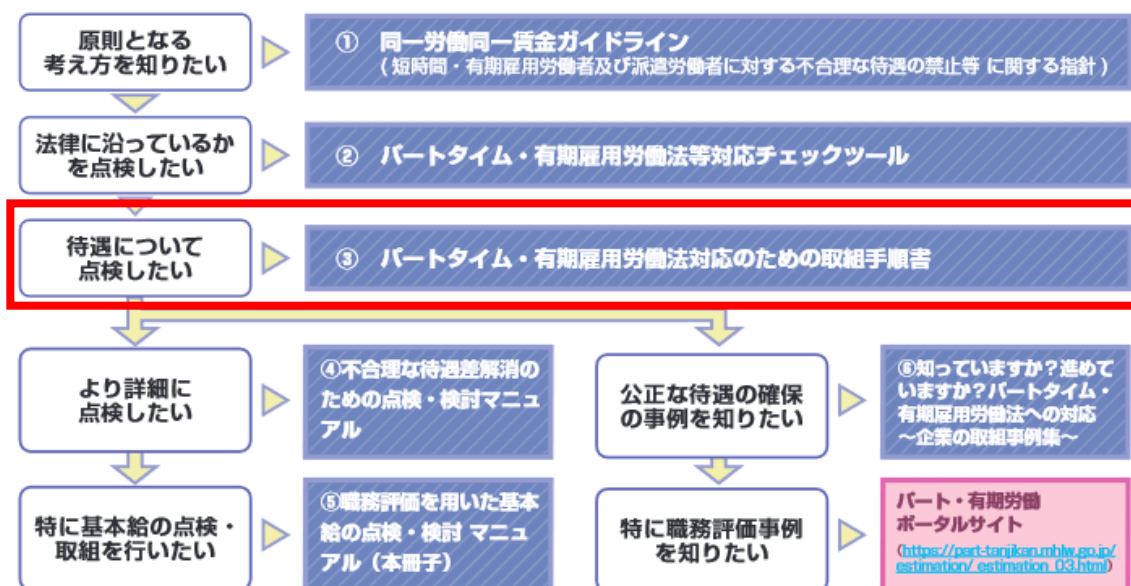 原則となる
考え方を知りたい
① 同一労働同一賃金ガイドライン
(短時間・有期雇用労働者及び派遣労働者に対する不合理な待遇の禁止等 に関する指針)
法律に沿っているか
を点検したい
② パートタイム・有期雇用労働法等対応チェックツール
待遇について
点検したい
③ パートタイム・有期雇用労働法対応のための取組手順書
より詳細に
点検したい
④不合理な待遇差解消の
ための点検・検討マニュ
アル
公正な待遇の確保
の事例を知りたい
⑥知っていますか?進めて
いますか?パートタイム・
有期雇用労働法への対応
~企業の取組事例集~
特に基本給の点検・
取組を行いたい
⑤職務評価を用いた基本
給の点検・検討 マニュ
アル(本冊子)
特に職務評価事例
を知りたい
パート・有期労働
ポータルサイト
(https://part-tanjikan.mhlw.go.jp/
estimation/ estimation_03.html)